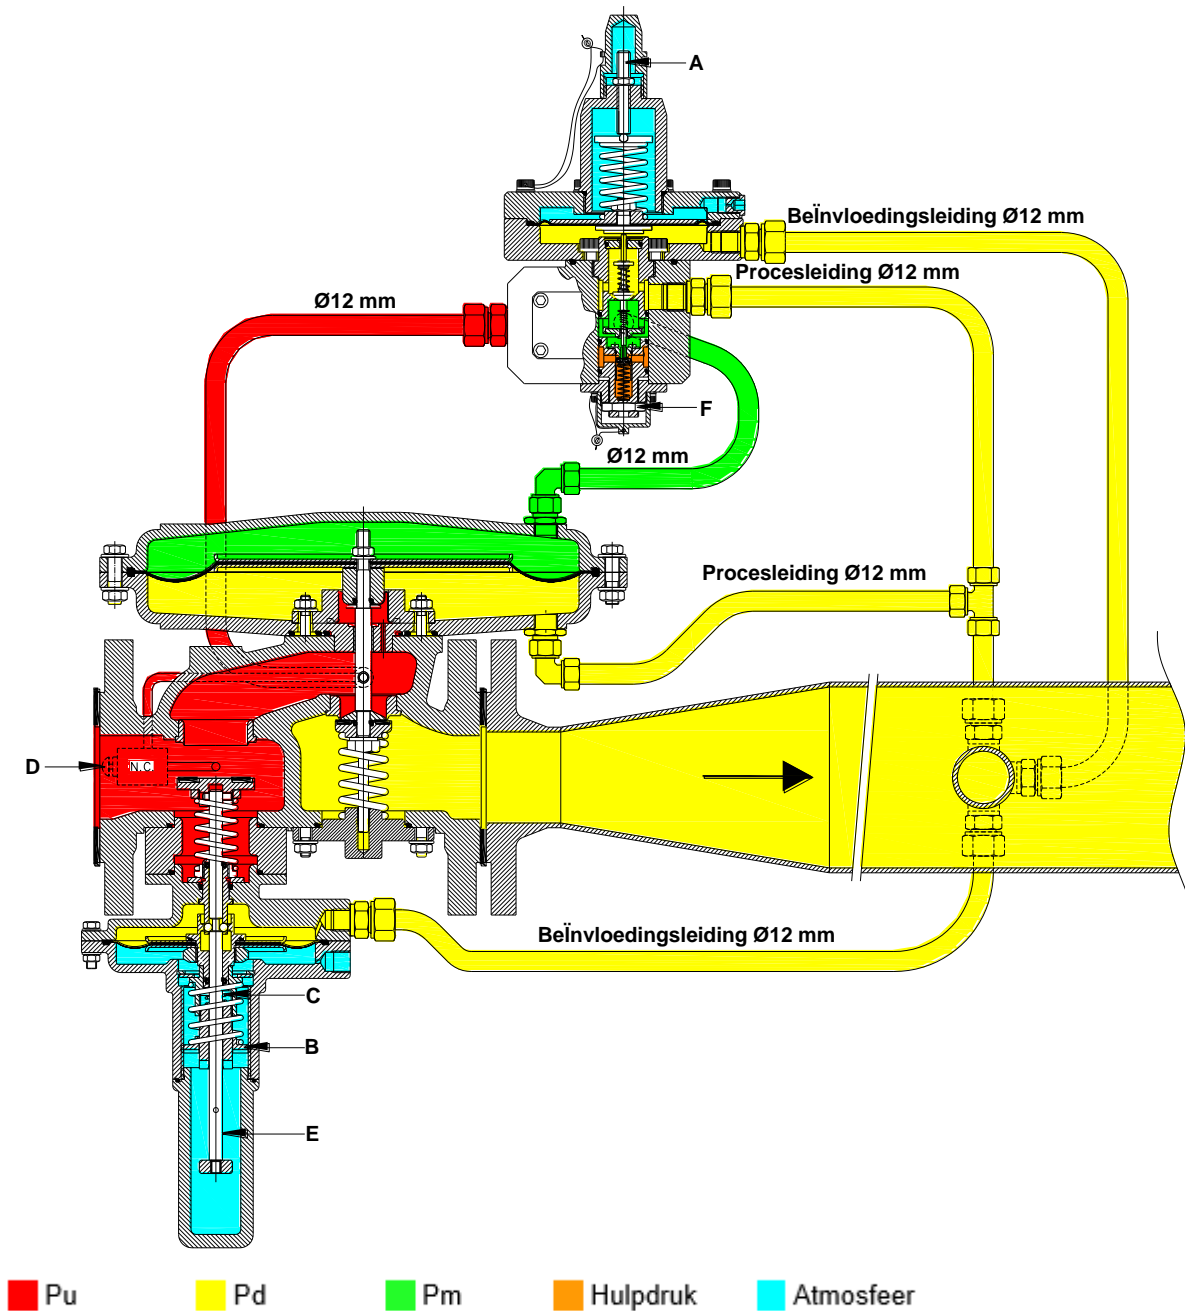 A
BeÏnvloedingsleiding Ø12 mm
Procesleiding Ø12 mm
Ø12 mm
F
Ø12 mm
Procesleiding Ø12 mm
D
N.C.
BeÏnvloedingsleiding Ø12 mm
C
B
E
Pu Pd Pm Hulpdruk Atmosfeer